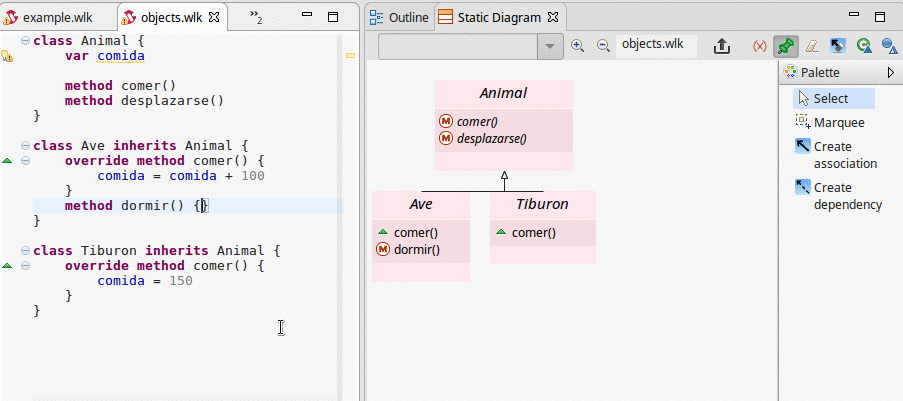 example.wlk
objects.wlk
»2
class Animal {
var comida
method comer()
method desplazarse()
}
class Ave inherits Animal {
override method comer() {
comida = comida + 100
}
method dormir() {}
}
class Tiburon inherits Animal {
override method comer() {
comida = 150
}
}
Outline
Static Diagram
objects.wlk
(x)
Animal
M comer()
M desplazarse()
Ave
comer()
M dormir()
Tiburon
comer()
Palette
Select
Marquee
Create
association
Create
dependency